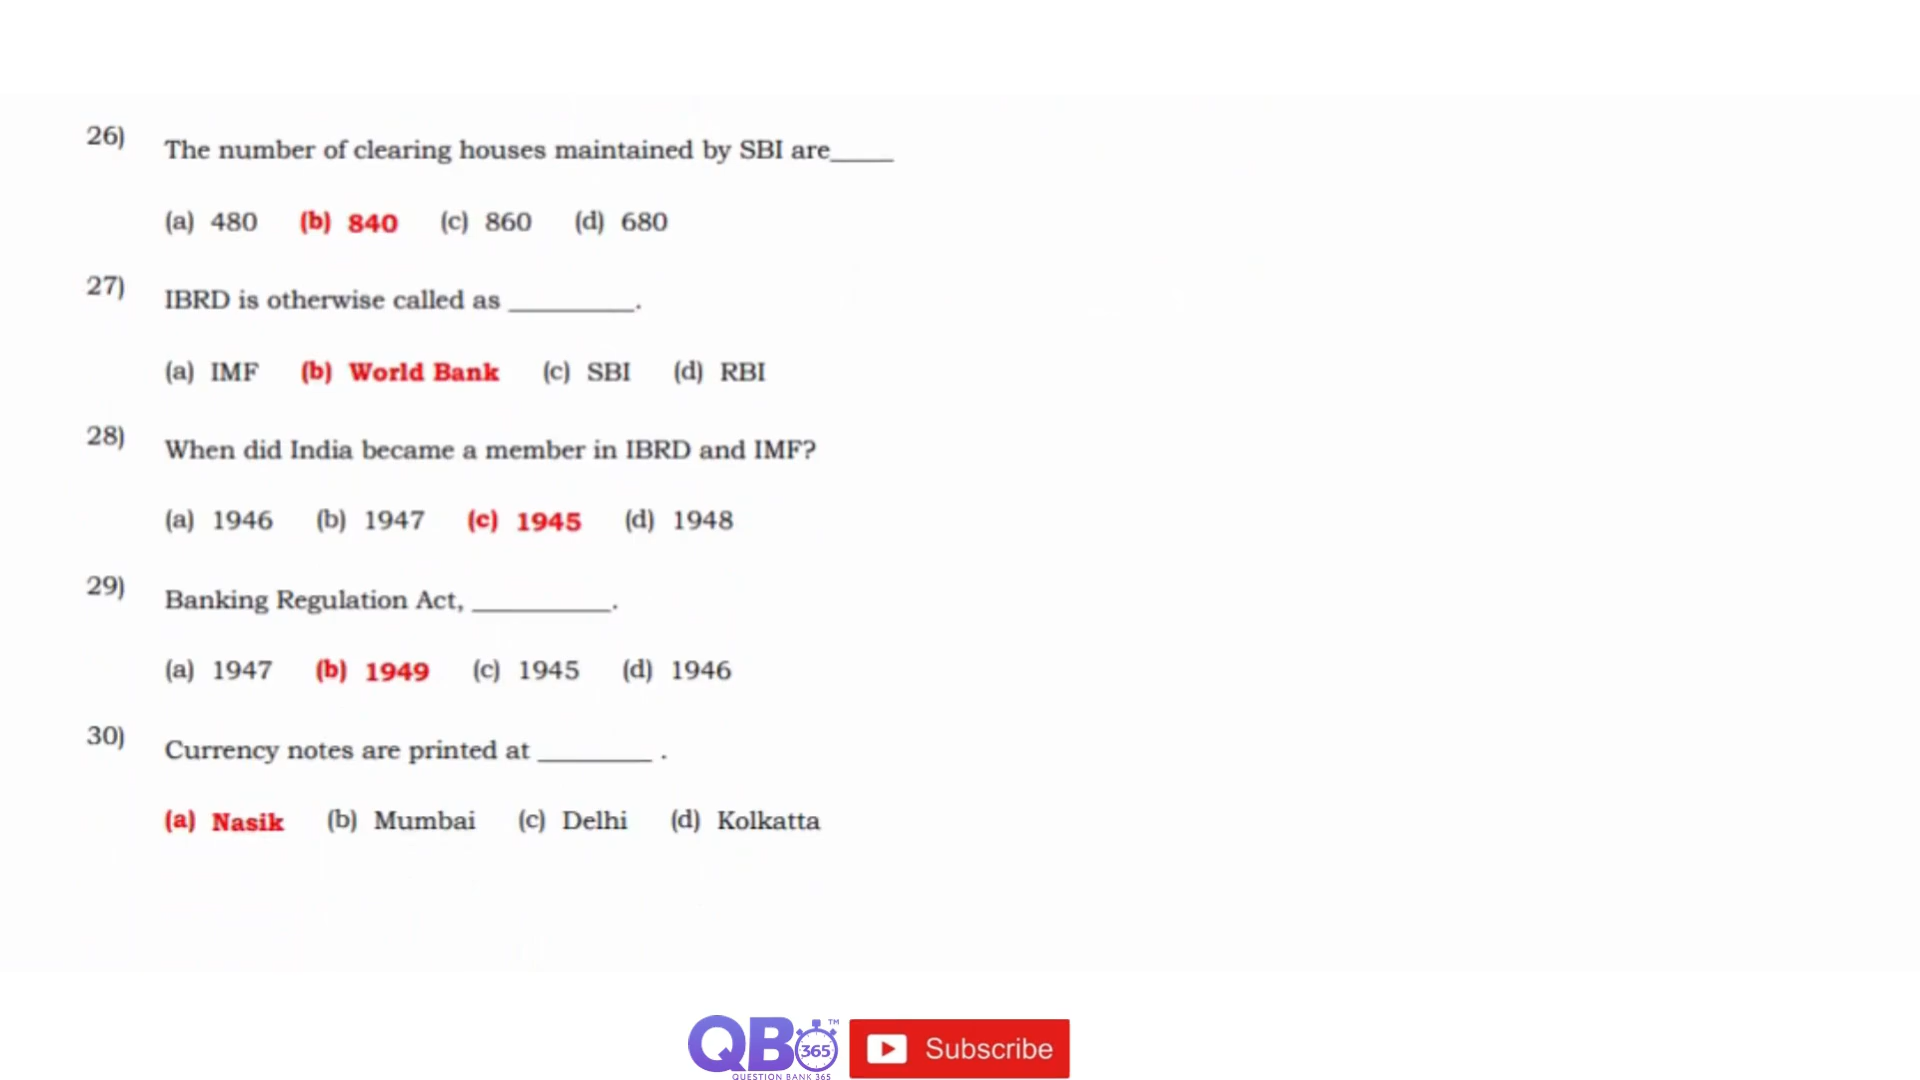 26) The number of clearing houses maintained by SBI are_____
(a) 480 (b) 840 (c) 860 (d) 680
27) IBRD is otherwise called as __________.
(a) IMF (b) World Bank (c) SBI (d) RBI
28) When did India became a member in IBRD and IMF?
(a) 1946 (b) 1947 (c) 1945 (d) 1948
29) Banking Regulation Act, ___________.
(a) 1947 (b) 1949 (c) 1945 (d) 1946
30) Currency notes are printed at _________ .
(a) Nasik (b) Mumbai (c) Delhi (d) Kolkatta
QB 365 ™
QUESTION BANK 365
Subscribe